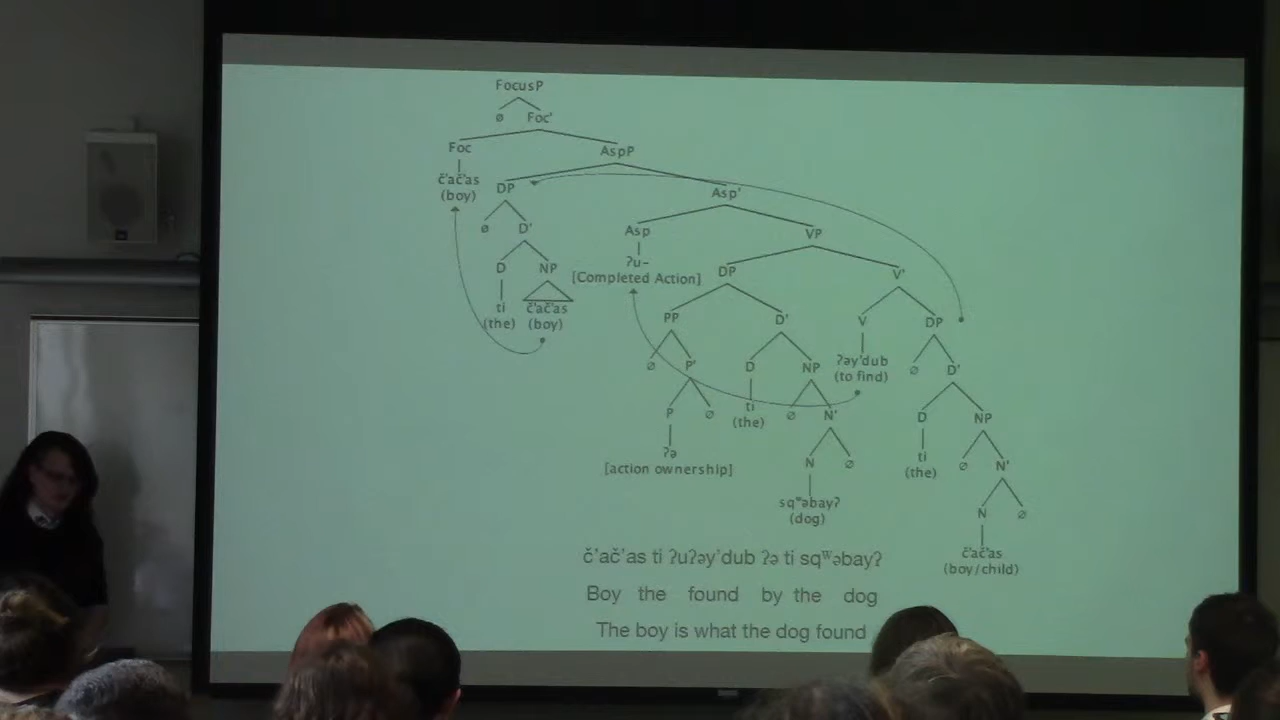 FocusP
ø Foc'
Foc AspP
č'ač'as
(boy)
DP Asp'
ø D' Asp VP
D NP ʔu– DP V'
[Completed Action]
ti č'ač'as
(the) (boy)
PP D' V DP
ø P' D NP ʔəy'dub ø D'
(to find)
P ø ti ø N' D NP
(the)
ʔə N ø ti ø N'
[action ownership] (the)
sqʷəbayʔ N ø
(dog)
č'ač'as
(boy/child)
č'ač'as ti ʔuʔəy'dub ʔə ti sqʷəbayʔ
Boy the found by the dog
The boy is what the dog found